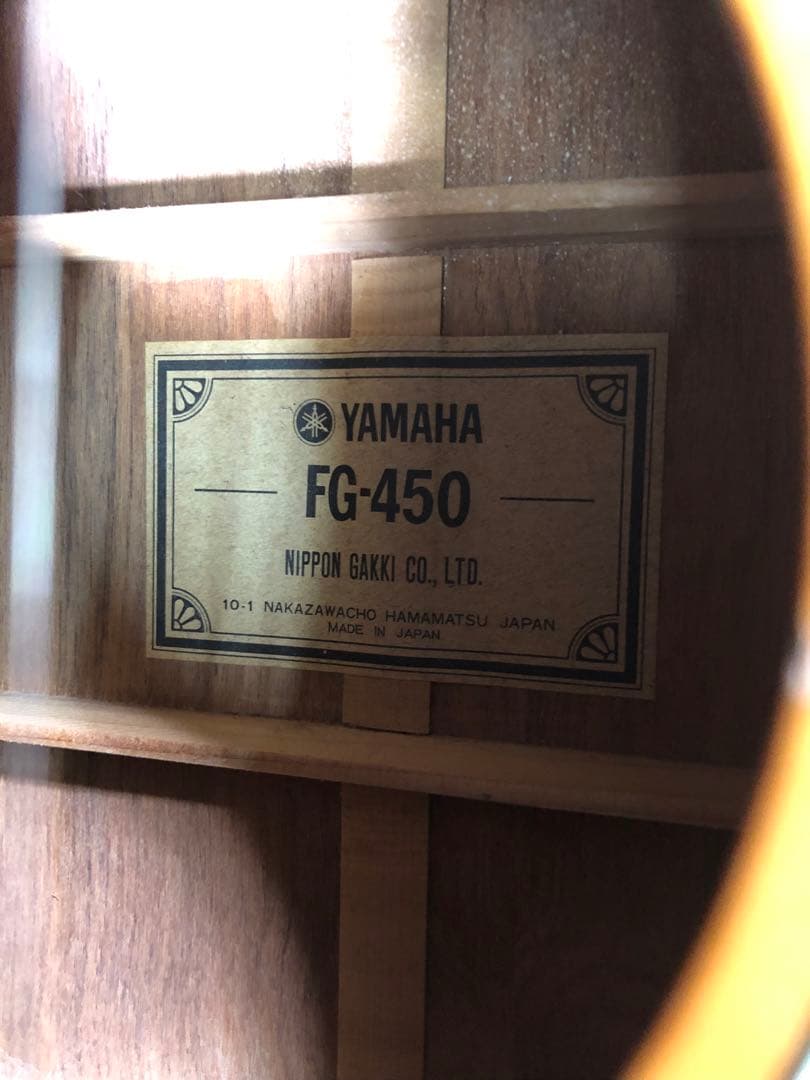 YAMAHA
FG-450
NIPPON GAKKI CO., LTD.
10-1 NAKAZAWACHO HAMAMATSU JAPAN
MADE IN JAPAN